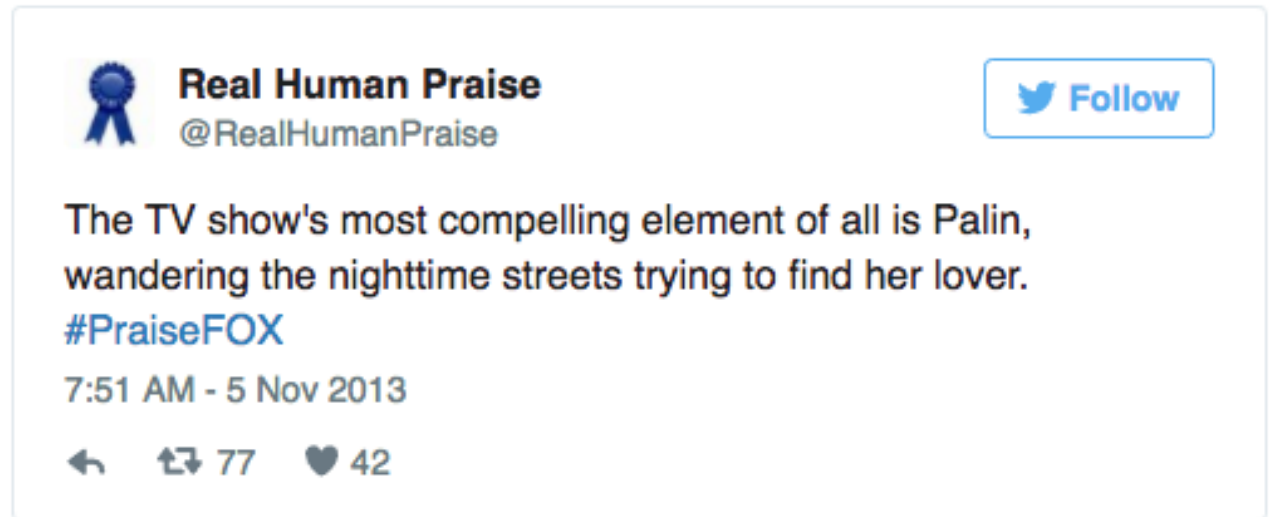 Real Human Praise
@RealHumanPraise
Follow
The TV show's most compelling element of all is Palin,
wandering the nighttime streets trying to find her lover.
#PraiseFOX
7:51 AM - 5 Nov 2013
77 42